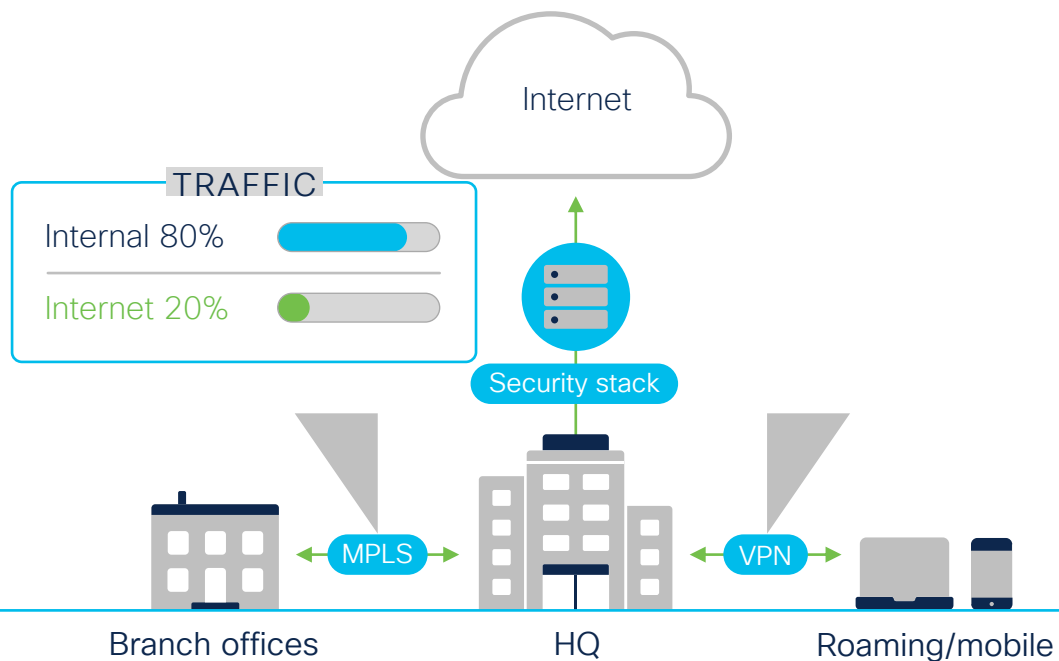 Internet
TRAFFIC
Internal 80%
Internet 20%
Security stack
MPLS
VPN
Branch offices
HQ
Roaming/mobile